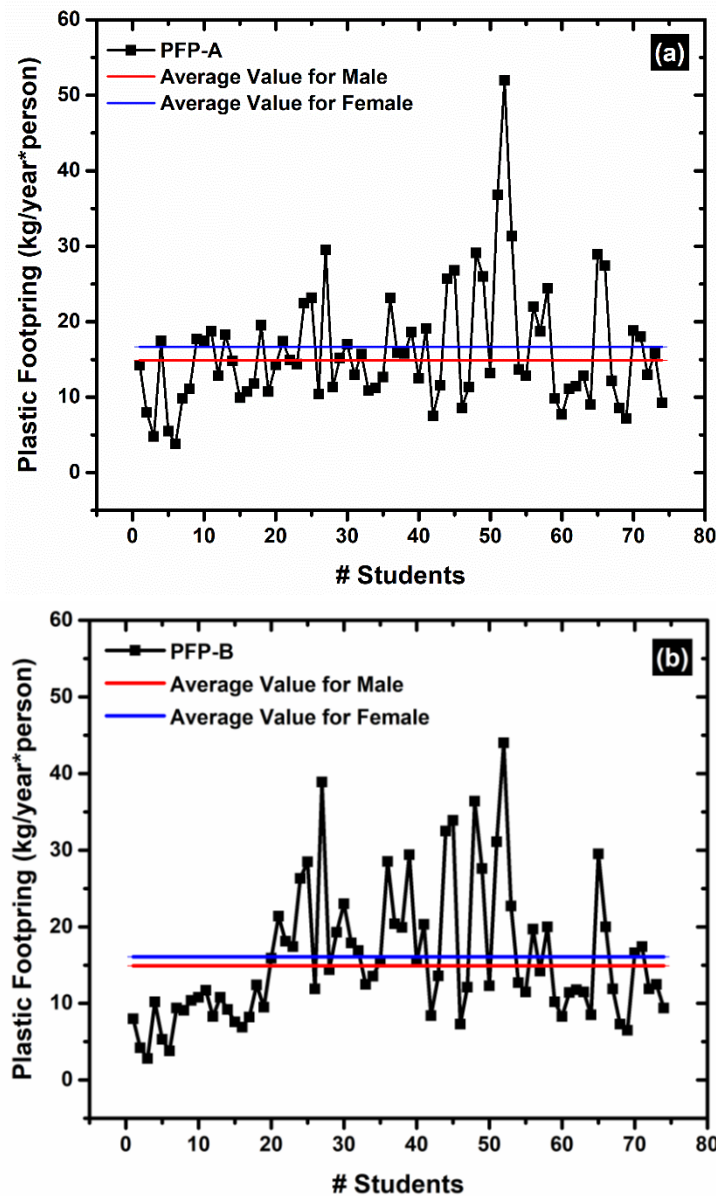 60
50
40
30
20
10
0
Plastic Footpring (kg/year*person)
PFP-A
Average Value for Male
Average Value for Female
(a)
0 10 20 30 40 50 60 70 80
# Students
60
50
40
30
20
10
0
Plastic Footpring (kg/year*person)
PFP-B
Average Value for Male
Average Value for Female
(b)
0 10 20 30 40 50 60 70 80
# Students